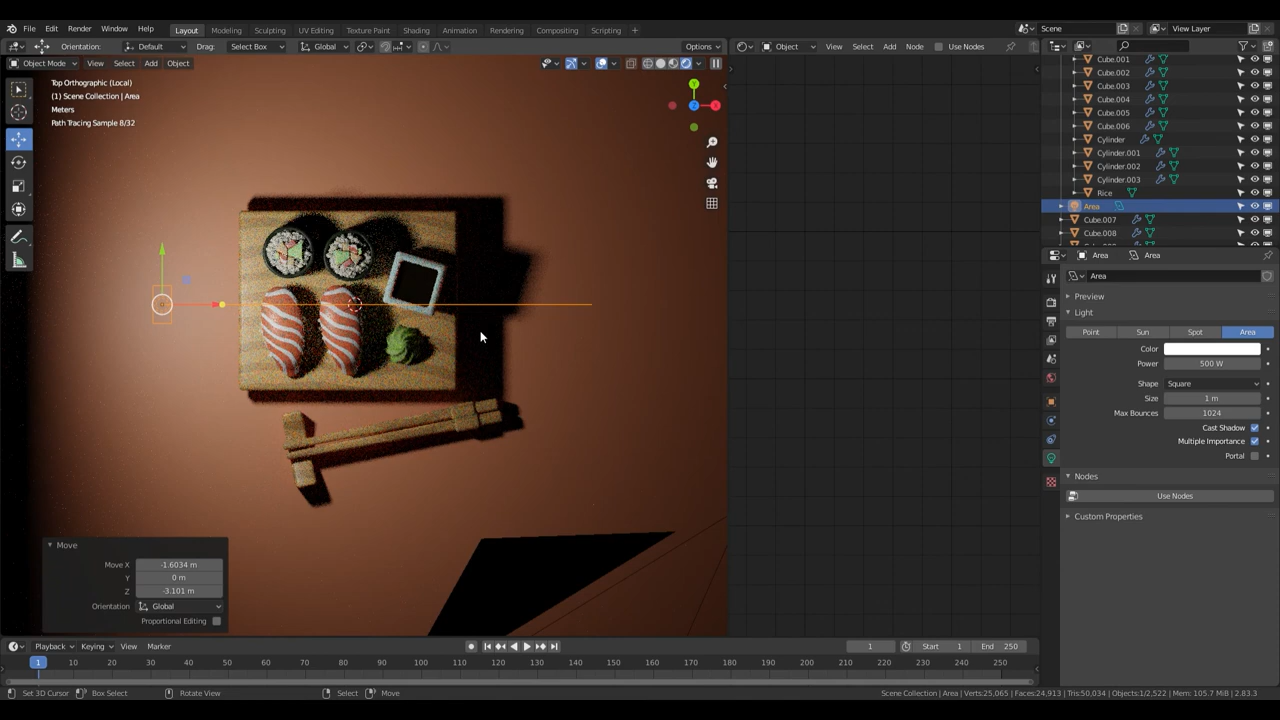 File Edit Render Window Help Layout Modeling Sculpting UV Editing Texture Paint Shading Animation Rendering Compositing Scripting + Scene View Layer
Orientation: Default Drag: Select Box Global Options Object View Select Add Node Use Nodes
Object Mode View Select Add Object
Top Orthographic (Local)
(1) Scene Collection | Area
Meters
Path Tracing Sample 8/32
Y
Z X
Move
Move X -1.6034 m
Y 0 m
Z -3.101 m
Orientation Global
Proportional Editing
Cube.001
Cube.002
Cube.003
Cube.004
Cube.005
Cube.006
Cylinder
Cylinder.001
Cylinder.002
Cylinder.003
Rice
Area
Cube.007
Cube.008
Area Area
Area
Preview
Light
Point Sun Spot Area
Color
Power 500 W
Shape Square
Size 1 m
Max Bounces 1024
Cast Shadow
Multiple Importance
Portal
Nodes
Use Nodes
Custom Properties
Playback Keying View Marker 1 Start 1 End 250
1 10 20 30 40 50 60 70 80 90 100 110 120 130 140 150 160 170 180 190 200 210 220 230 240 250
Set 3D Cursor Box Select Rotate View Select Move Scene Collection | Area | Verts:25,065 | Faces:24,913 | Tris:50,034 | Objects:1/2,522 | Mem: 105.7 MiB | 2.83.3